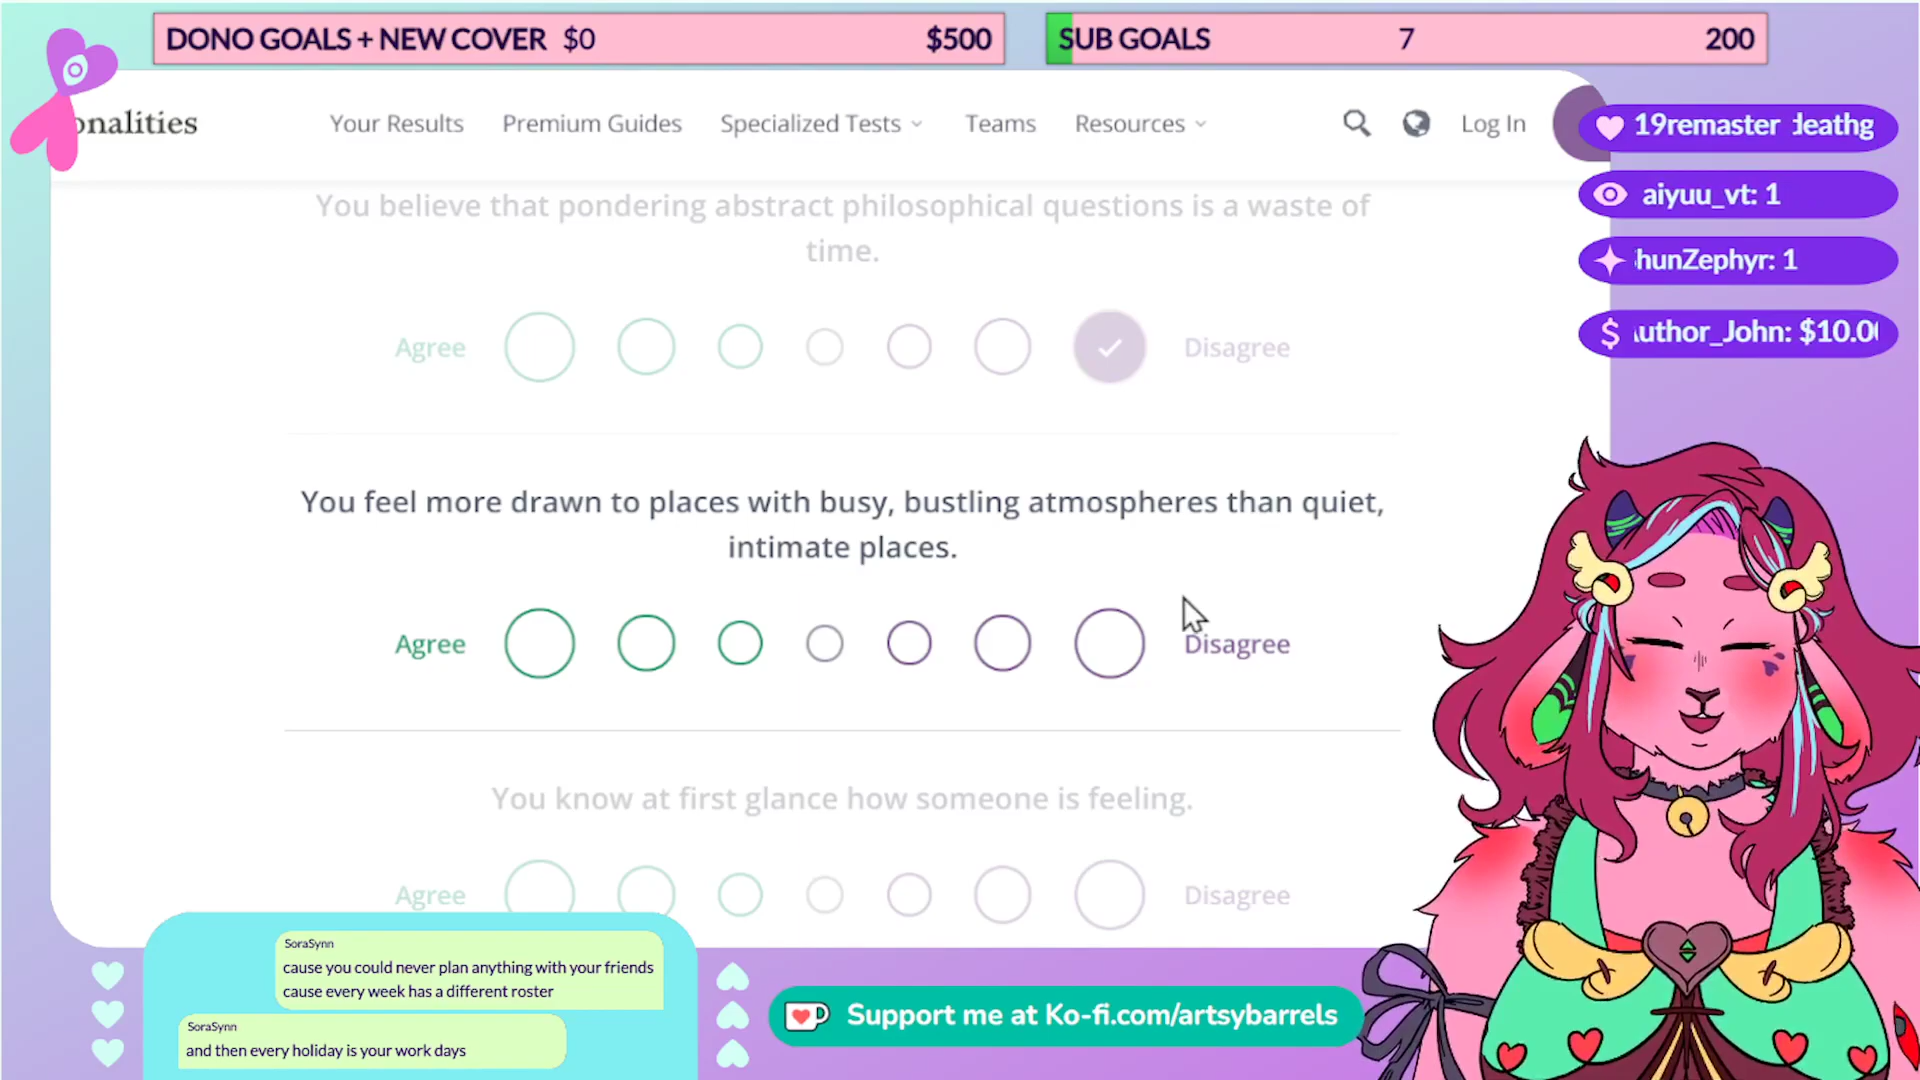 DONO GOALS + NEW COVER $0 $500
SUB GOALS 7 200
onalities
Your Results
Premium Guides
Specialized Tests
Teams
Resources
Log In
19remaster deathg
aiyuu_vt: 1
hunZephyr: 1
uthor_John: $10.00
You believe that pondering abstract philosophical questions is a waste of
time.
Agree
Disagree
You feel more drawn to places with busy, bustling atmospheres than quiet,
intimate places.
Agree
Disagree
You know at first glance how someone is feeling.
Agree
Disagree
SoraSynn
cause you could never plan anything with your friends
cause every week has a different roster
SoraSynn
and then every holiday is your work days
Support me at Ko-fi.com/artsybarrels